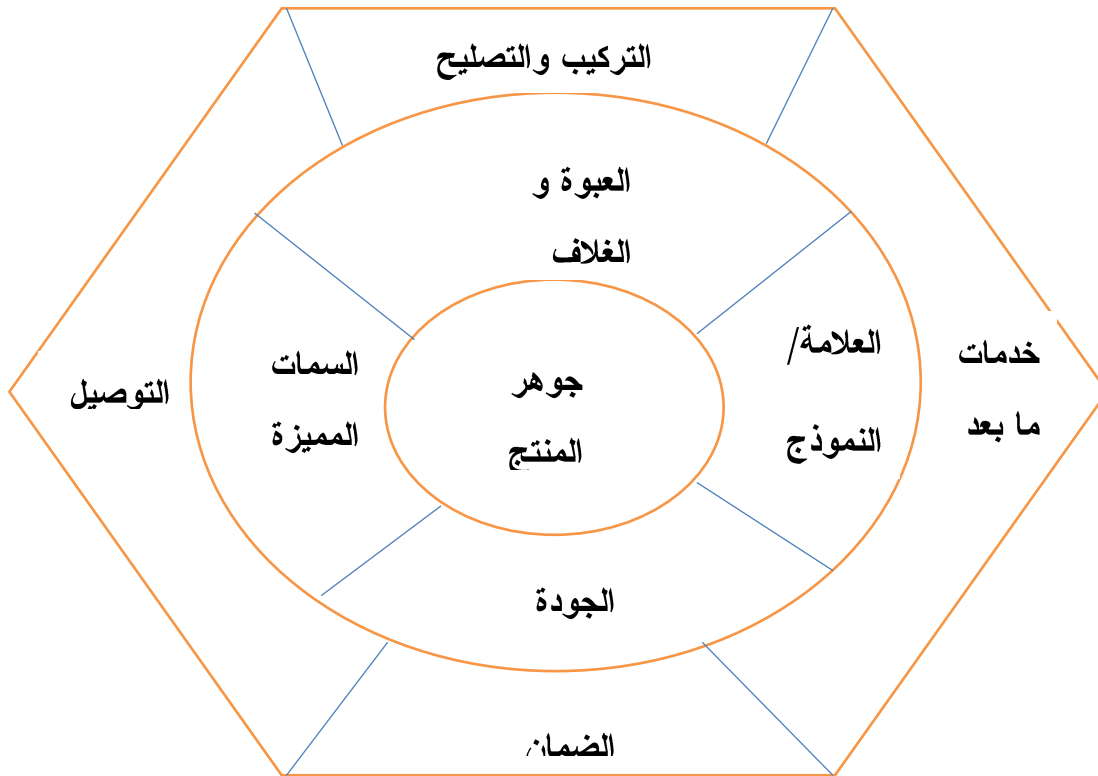 التركيب والتصليح
العبوة و
الغلاف
العلامة/
النموذج
خدمات
ما بعد
السمات
المميزة
جوهر
المنتج
التوصيل
الجودة
الضمان